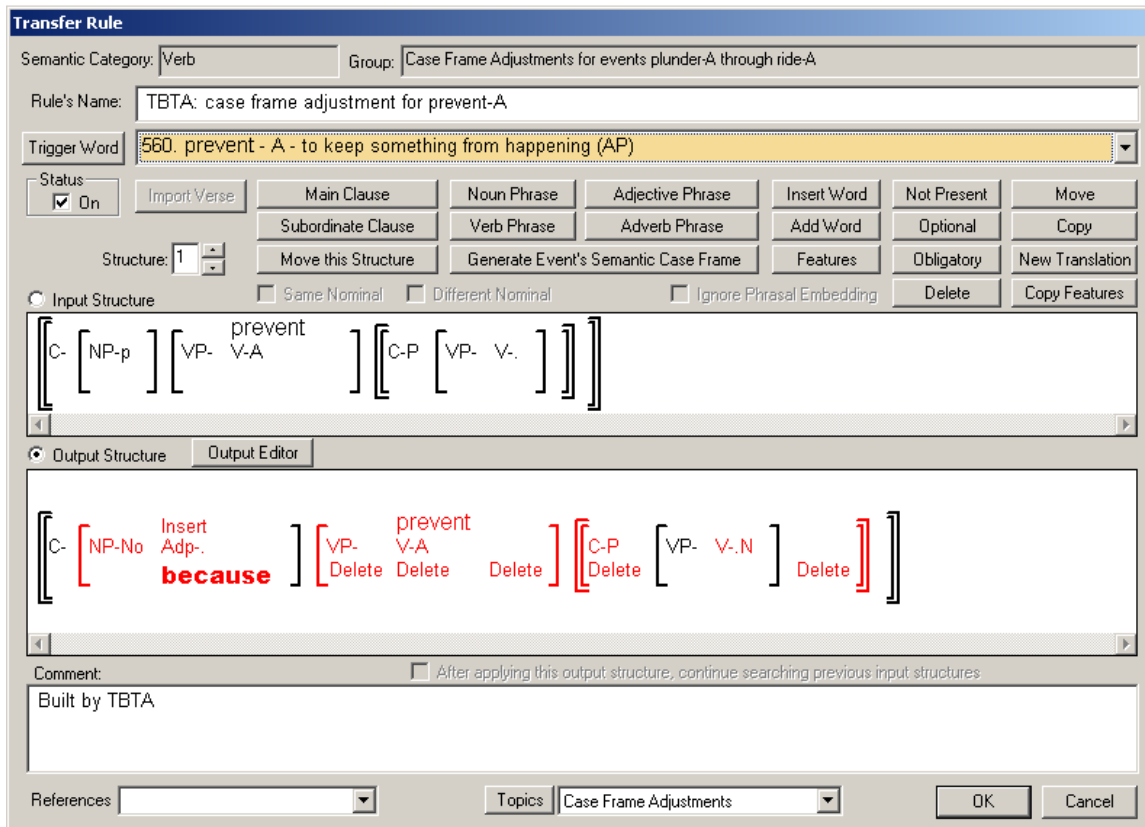 Transfer Rule
Semantic Category: Verb Group: Case Frame Adjustments for events plunder-A through ride-A
Rule's Name: TBTA: case frame adjustment for prevent-A
Trigger Word 560. prevent - A - to keep something from happening (AP)
Status
On Import Verse Main Clause Noun Phrase Adjective Phrase Insert Word Not Present Move
Subordinate Clause Verb Phrase Adverb Phrase Add Word Optional Copy
Structure: 1 Move this Structure Generate Event's Semantic Case Frame Features Obligatory New Translation
Input Structure Same Nominal Different Nominal Ignore Phrasal Embedding Delete Copy Features
prevent
C- NP-p VP- V-A C-P VP- V-.
Output Structure Output Editor
Insert prevent
C- NP-No Adp-. VP- V-A C-P VP- V-.N
because Delete Delete Delete Delete Delete
Comment: After applying this output structure, continue searching previous input structures
Built by TBTA
References Topics Case Frame Adjustments OK Cancel